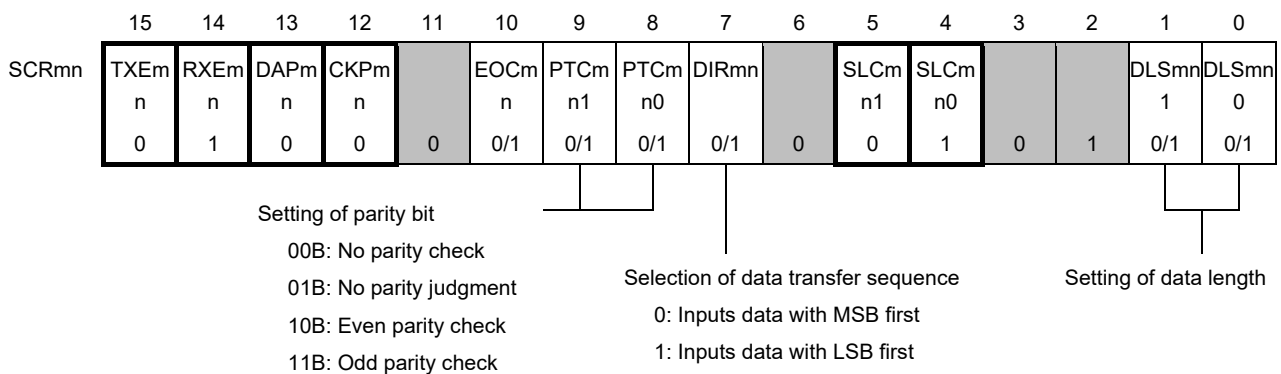 15 14 13 12 11 10 9 8 7 6 5 4 3 2 1 0
SCRmn TXEm RXEm DAPm CKPm EOCm PTCm PTCm DIRmn SLCm SLCm DLSmn DLSmn
n n n n n n1 n0 n1 n0 1 0
0 1 0 0 0 0/1 0/1 0/1 0/1 0 0 1 0 1 0/1 0/1
Setting of parity bit
00B: No parity check
01B: No parity judgment
10B: Even parity check
11B: Odd parity check
Selection of data transfer sequence
0: Inputs data with MSB first
1: Inputs data with LSB first
Setting of data length